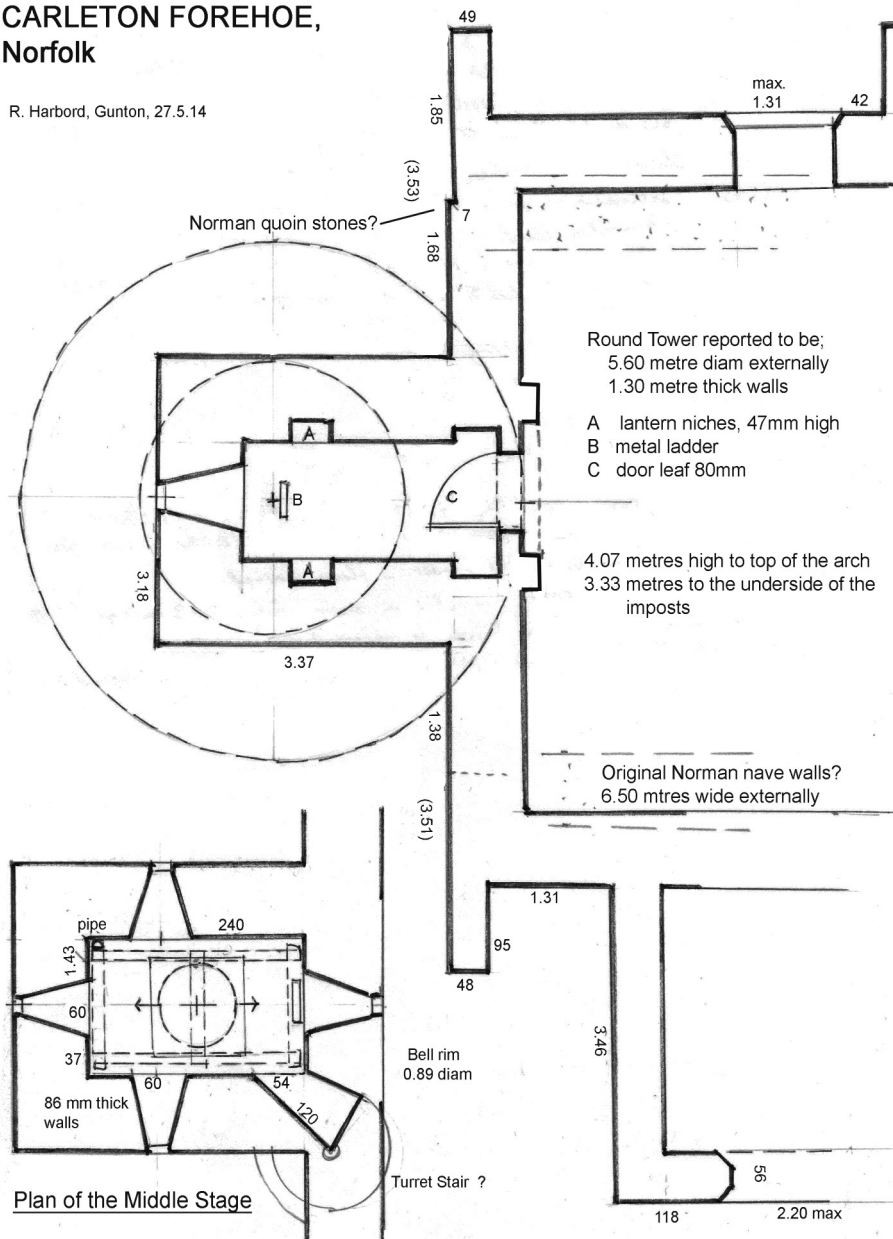 CARLETON FOREHOE,
Norfolk
R. Harbord, Gunton, 27.5.14
49
1.85
max.
1.31
42
(3.53)
7
Norman quoin stones?
1.68
Round Tower reported to be;
5.60 metre diam externally
1.30 metre thick walls
A lantern niches, 47mm high
B metal ladder
C door leaf 80mm
A
B
C
A
4.07 metres high to top of the arch
3.33 metres to the underside of the
imposts
3.18
3.37
1.38
Original Norman nave walls?
6.50 mtres wide externally
(3.51)
1.31
95
48
3.46
pipe
240
1.43
60
37
60
54
120
86 mm thick
walls
Bell rim
0.89 diam
Turret Stair ?
Plan of the Middle Stage
56
118
2.20 max